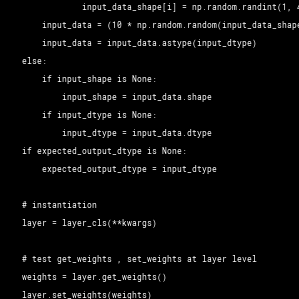 input_data_shape[i] = np.random.randint(1,
input_data = (10 * np.random.random(input_data_shape
input_data = input_data.astype(input_dtype)
else:
if input_shape is None:
input_shape = input_data.shape
if input_dtype is None:
input_dtype = input_data.dtype
if expected_output_dtype is None:
expected_output_dtype = input_dtype
# instantiation
layer = layer_cls(**kwargs)
# test get_weights , set_weights at layer level
weights = layer.get_weights()
layer.set_weights(weights)